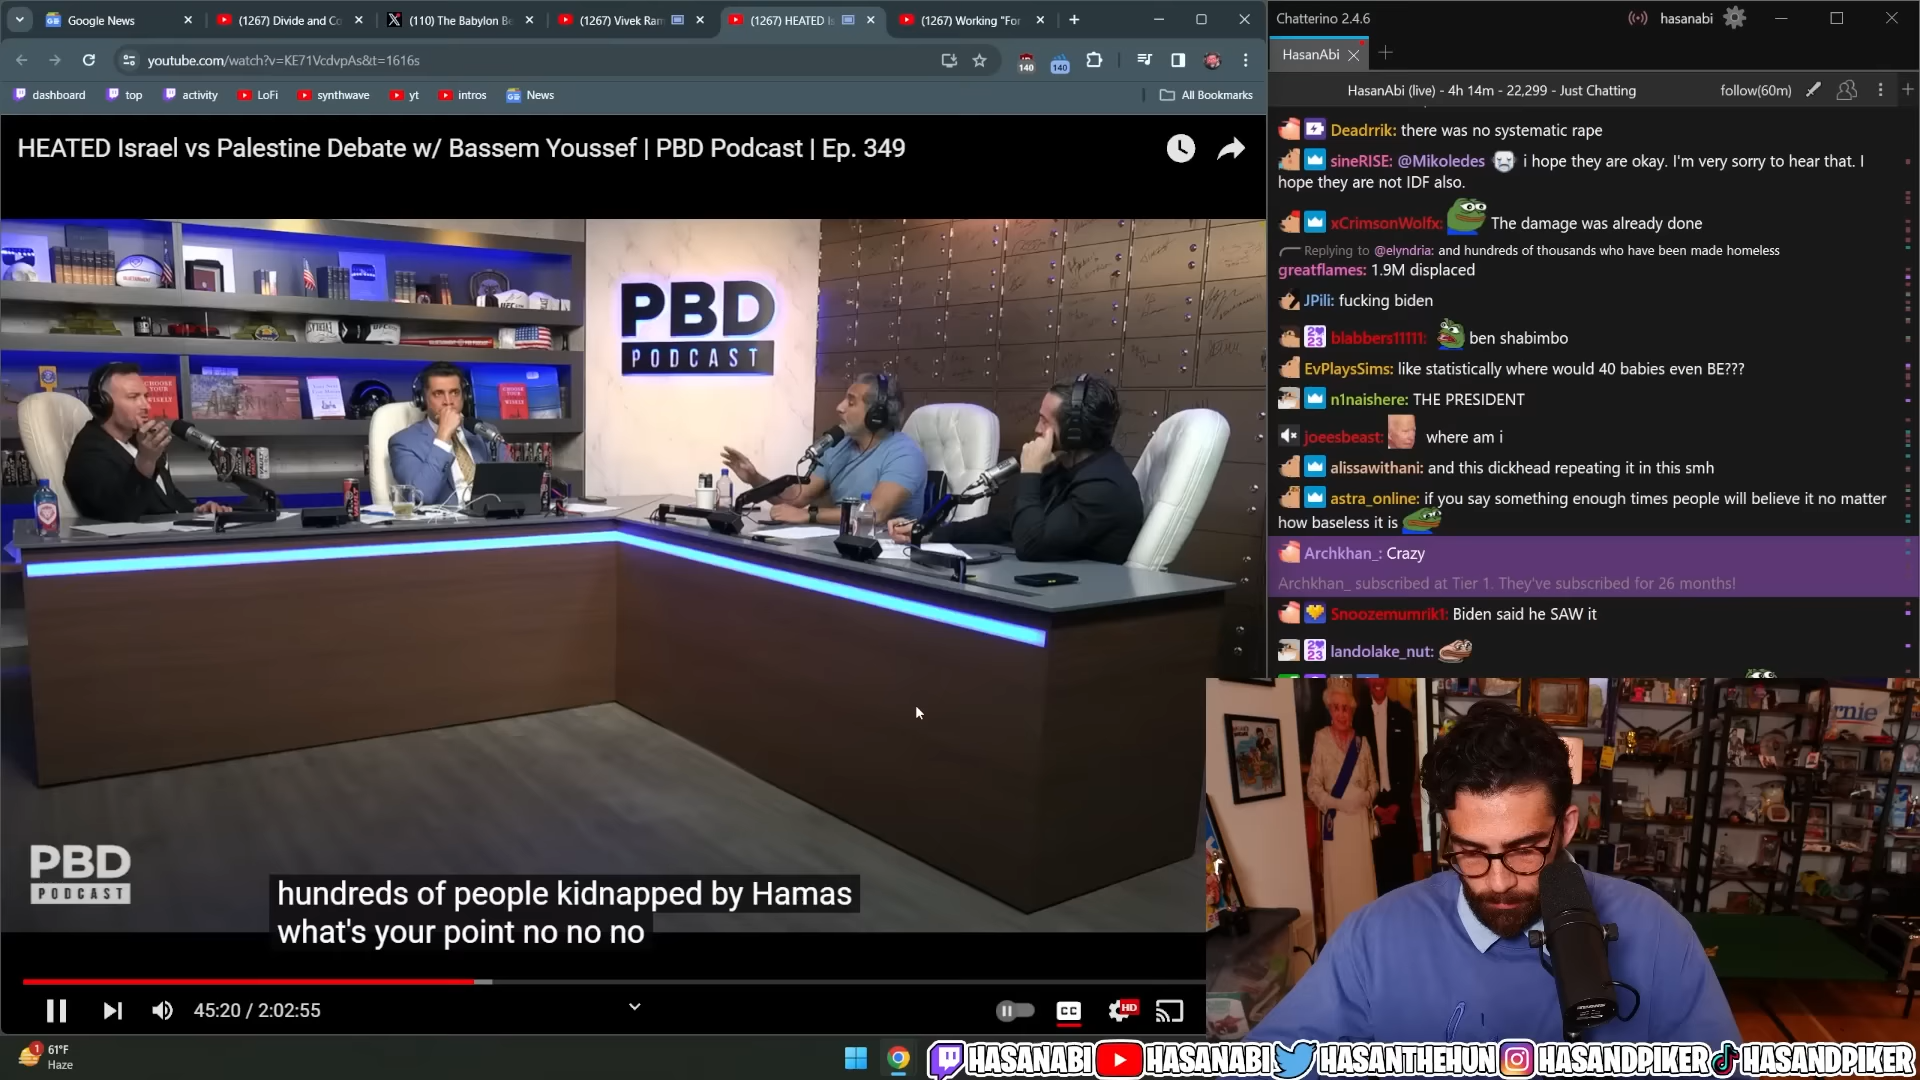 Google News
(1267) Divide and Co
(110) The Babylon Be
(1267) Vivek Ram
(1267) HEATED Is
(1267) Working "For
youtube.com/watch?v=KE71VcdvpAs&t=1616s
140
140
dashboard
top
activity
LoFi
synthwave
yt
intros
News
All Bookmarks
HEATED Israel vs Palestine Debate w/ Bassem Youssef | PBD Podcast | Ep. 349
PBD
PODCAST
PBD
PODCAST
hundreds of people kidnapped by Hamas
what's your point no no no
45:20 / 2:02:55
CC
HD
1
61°F
Haze
Chatterino 2.4.6
hasanabi
HasanAbi
HasanAbi (live) - 4h 14m - 22,299 - Just Chatting
follow(60m)
Deadrrik: there was no systematic rape
sineRISE: @Mikoledes i hope they are okay. I'm very sorry to hear that. I
hope they are not IDF also.
xCrimsonWolfx: The damage was already done
Replying to @elyndria: and hundreds of thousands who have been made homeless
greatflames: 1.9M displaced
JPili: fucking biden
blabbers11111: ben shabimbo
EvPlaysSims: like statistically where would 40 babies even BE???
n1naishere: THE PRESIDENT
joeesbeast: where am i
alissawithani: and this dickhead repeating it in this smh
astra_online: if you say something enough times people will believe it no matter
how baseless it is
Archkhan_: Crazy
Archkhan_ subscribed at Tier 1. They've subscribed for 26 months!
Snoozemumrik1: Biden said he SAW it
landolake_nut:
HASANABI
HASANABI
HASANTHEHUN
HASANDPIKER
HASANDPIKER